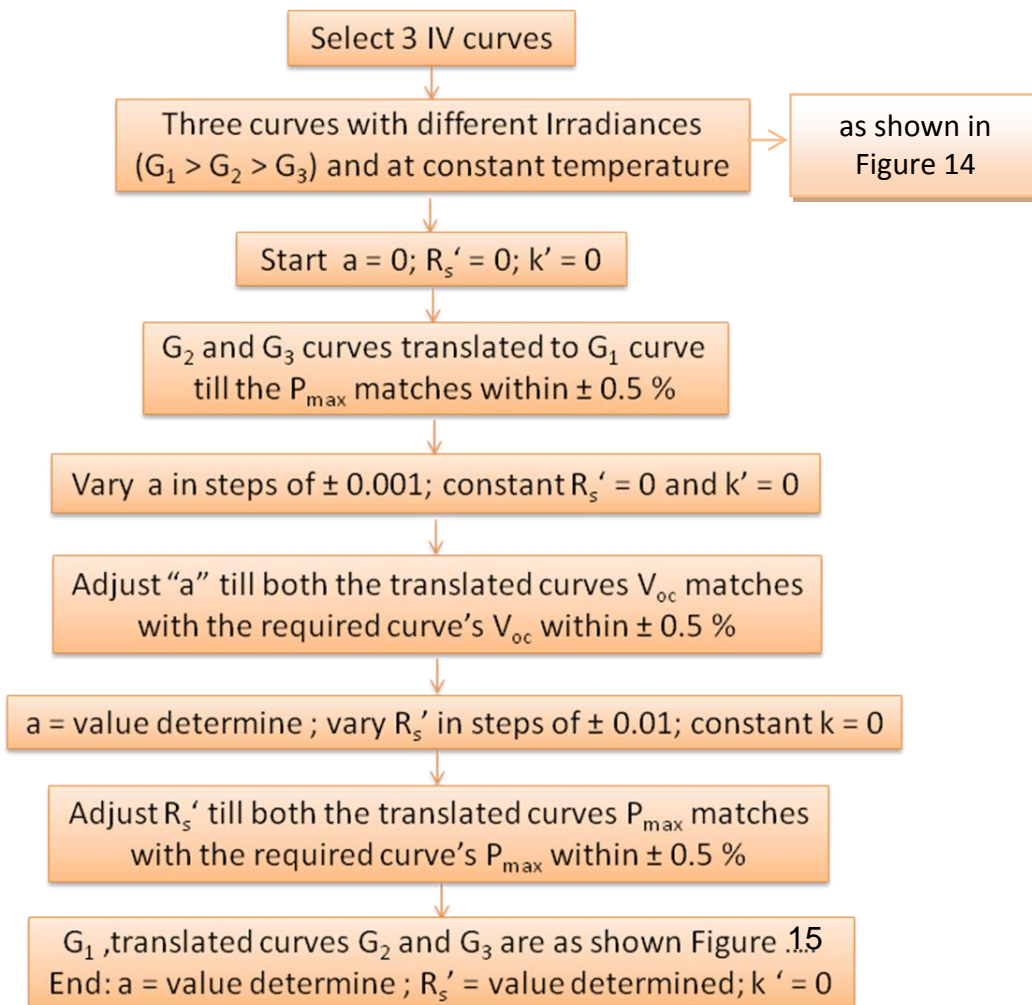 Select 3 IV curves
Three curves with different Irradiances
(G₁ > G₂ > G₃) and at constant temperature
as shown in
Figure 14
Start a = 0; Rₛ‘ = 0; k’ = 0
G₂ and G₃ curves translated to G₁ curve
till the Pₘₐₓ matches within ± 0.5 %
Vary a in steps of ± 0.001; constant Rₛ‘ = 0 and k’ = 0
Adjust “a” till both the translated curves Vₒc matches
with the required curve’s Vₒc within ± 0.5 %
a = value determine ; vary Rₛ’ in steps of ± 0.01; constant k = 0
Adjust Rₛ‘ till both the translated curves Pₘₐₓ matches
with the required curve’s Pₘₐₓ within ± 0.5 %
G₁ ,translated curves G₂ and G₃ are as shown Figure ....15
End: a = value determine ; Rₛ’ = value determined; k ‘ = 0